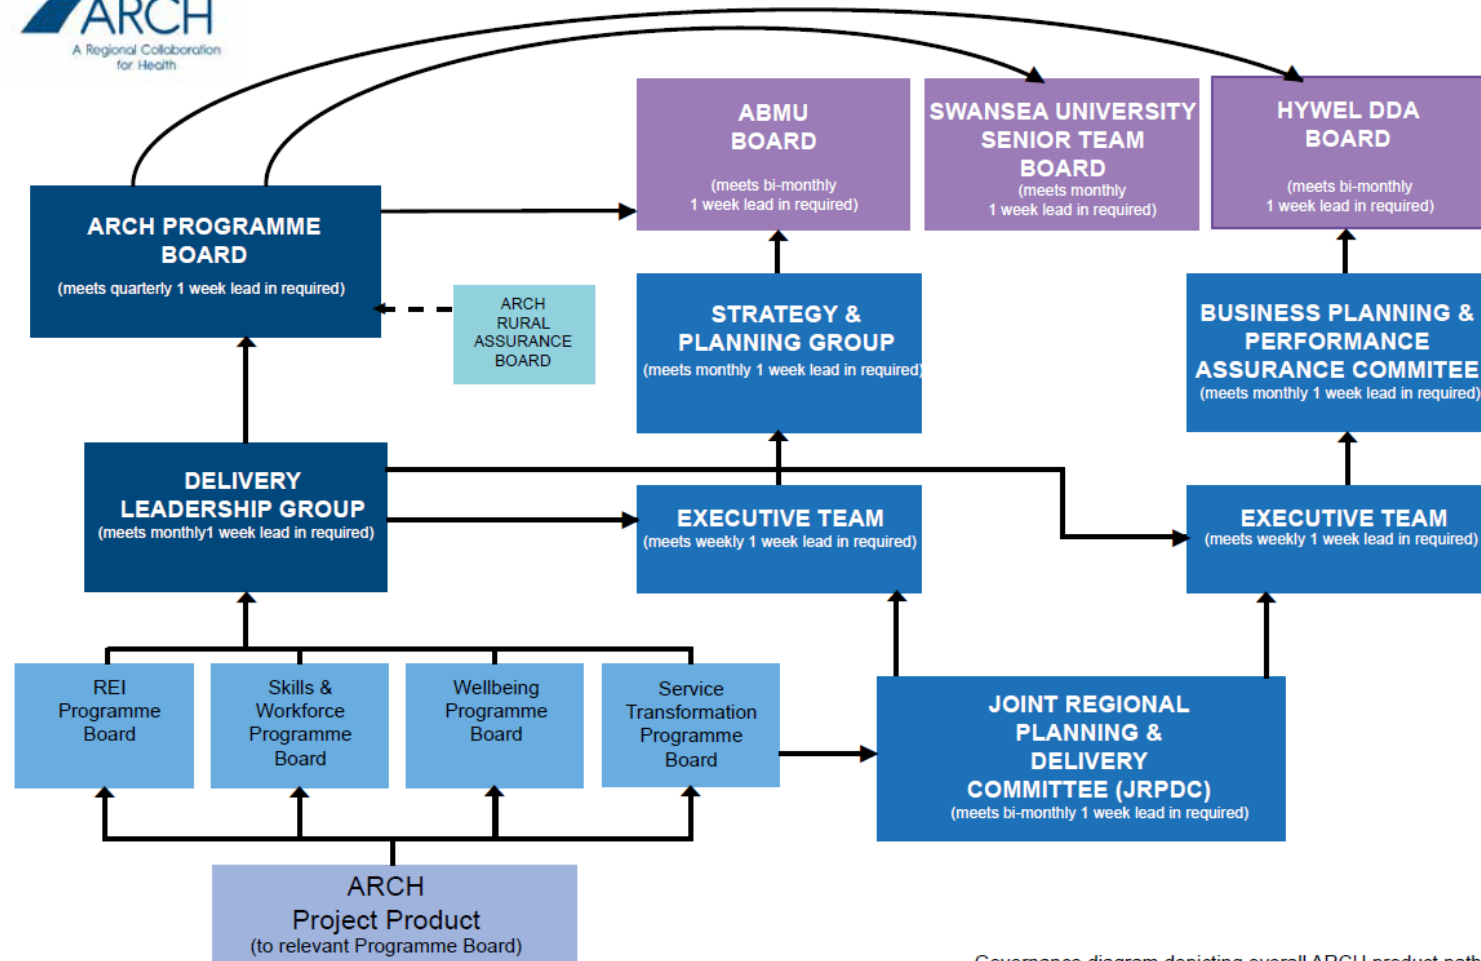 ARCH
A Regional Collaboration
for Health
ABMU
BOARD
(meets bi-monthly
1 week lead in required)
SWANSEA UNIVERSITY
SENIOR TEAM
BOARD
(meets monthly
1 week lead in required)
HYWEL DDA
BOARD
(meets bi-monthly
1 week lead in required)
ARCH PROGRAMME
BOARD
(meets quarterly 1 week lead in required)
ARCH
RURAL
ASSURANCE
BOARD
STRATEGY &
PLANNING GROUP
(meets monthly 1 week lead in required)
BUSINESS PLANNING &
PERFORMANCE
ASSURANCE COMMITEE
(meets monthly 1 week lead in required)
DELIVERY
LEADERSHIP GROUP
(meets monthly1 week lead in required)
EXECUTIVE TEAM
(meets weekly 1 week lead in required)
EXECUTIVE TEAM
(meets weekly 1 week lead in required)
REI
Programme
Board
Skills &
Workforce
Programme
Board
Wellbeing
Programme
Board
Service
Transformation
Programme
Board
JOINT REGIONAL
PLANNING &
DELIVERY
COMMITTEE (JRPDC)
(meets bi-monthly 1 week lead in required)
ARCH
Project Product
(to relevant Programme Board)
Governance diagram depicting overall ARCH product path